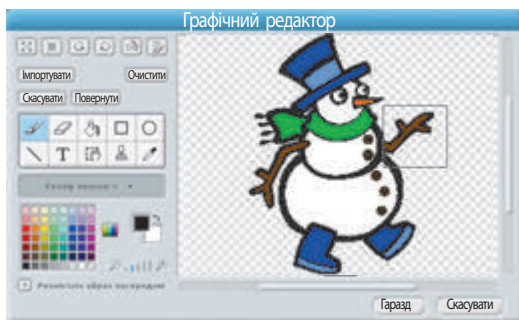 Графічний редактор
Імпортувати
Очистити
Скасувати
Повернути
T
Гаразд
Скасувати